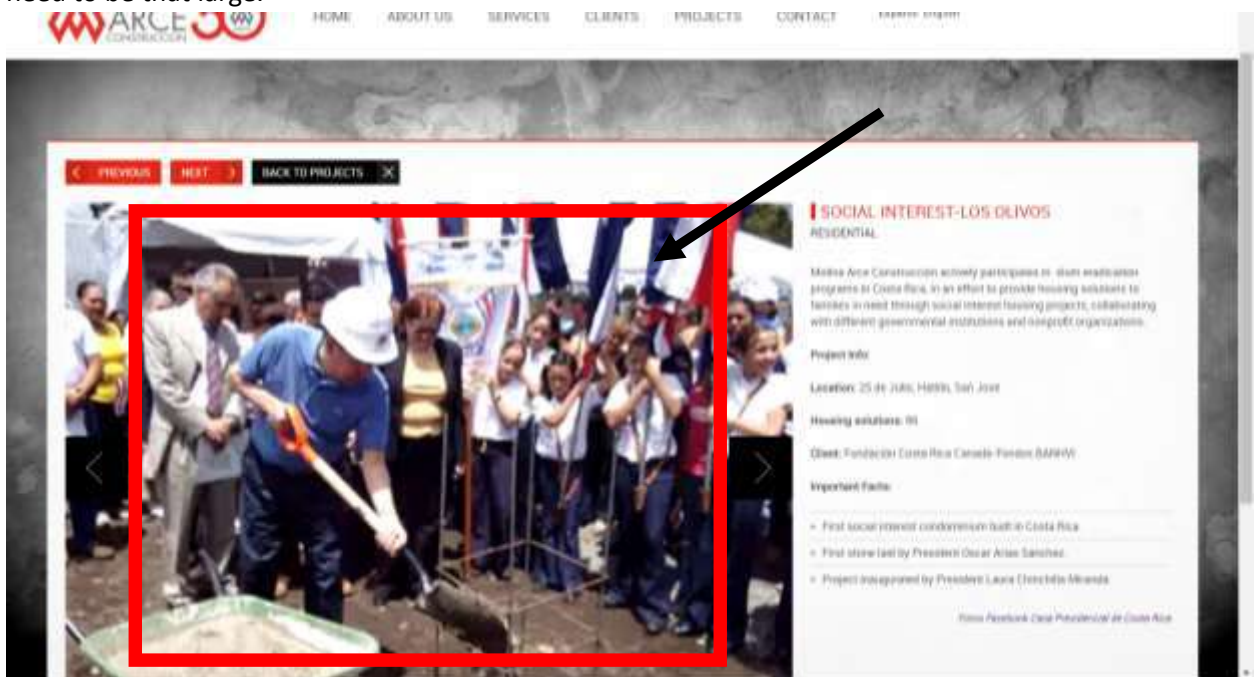 need to be that large.
ARCE 30
CONSTRUCCIÓN
HOME ABOUT US SERVICES CLIENTS PROJECTS CONTACT Español English
PREVIOUS NEXT BACK TO PROJECTS
SOCIAL INTEREST-LOS OLIVOS
RESIDENTIAL
Molina Arce Construccion actively participates in slum eradication
programs in Costa Rica, in an effort to provide housing solutions to
families in need through social interest housing projects, collaborating
with different governmental institutions and nonprofit organizations.
Project Info:
Location: 25 de Julio, Hatillo, San José
Housing solutions:
Client: Fundación Costa Rica Canadá-Fondos BANHVI
Important Facts:
First social interest condominium built in Costa Rica
First stone laid by President Oscar Arias Sánchez.
Project inaugurated by President Laura Chinchilla Miranda
Facebook Casa Presidencial de Costa Rica